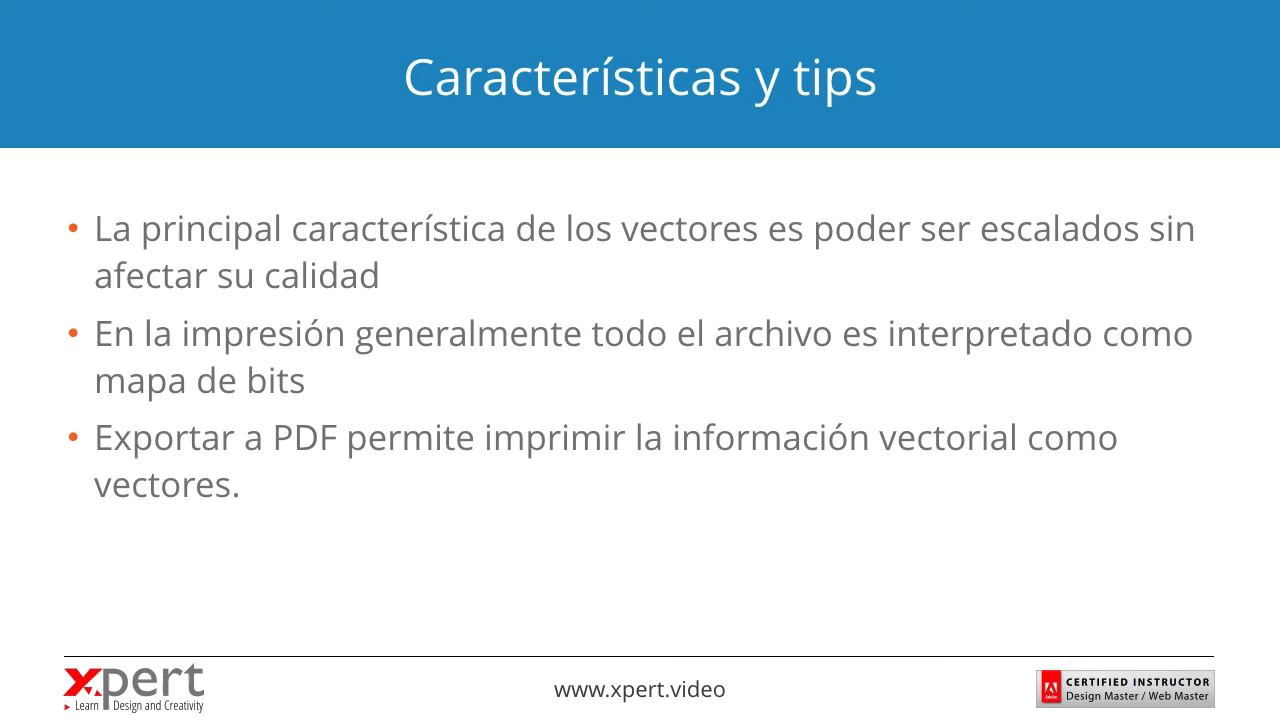 Características y tips
• La principal característica de los vectores es poder ser escalados sin
afectar su calidad
• En la impresión generalmente todo el archivo es interpretado como
mapa de bits
• Exportar a PDF permite imprimir la información vectorial como
vectores.
xpert
Learn Design and Creativity
www.xpert.video
Adobe
CERTIFIED INSTRUCTOR
Design Master / Web Master